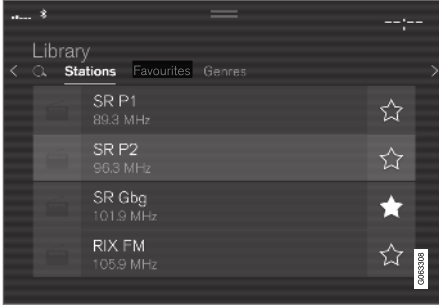 --:--
Library
Stations Favourites Genres
SR P1
89.3 MHz
SR P2
96.3 MHz
SR Gbg
101.9 MHz
RIX FM
105.9 MHz
G063308